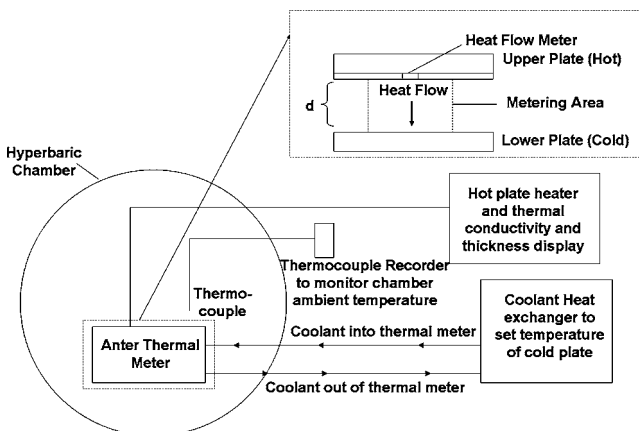 Heat Flow Meter
Upper Plate (Hot)
d
Heat Flow
Metering Area
Lower Plate (Cold)
Hyperbaric
Chamber
Hot plate heater
and thermal
conductivity and
thickness display
Thermocouple Recorder
to monitor chamber
ambient temperature
Thermo-
couple
Coolant Heat
exchanger to
set temperature
of cold plate
Anter Thermal
Meter
Coolant into thermal meter
Coolant out of thermal meter